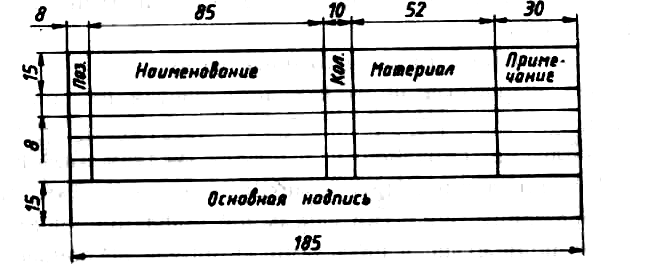 8 85 10 52 30
15 Поз. Наименование Кол. Материал Приме-
чание
8
15 Основная надпись
185